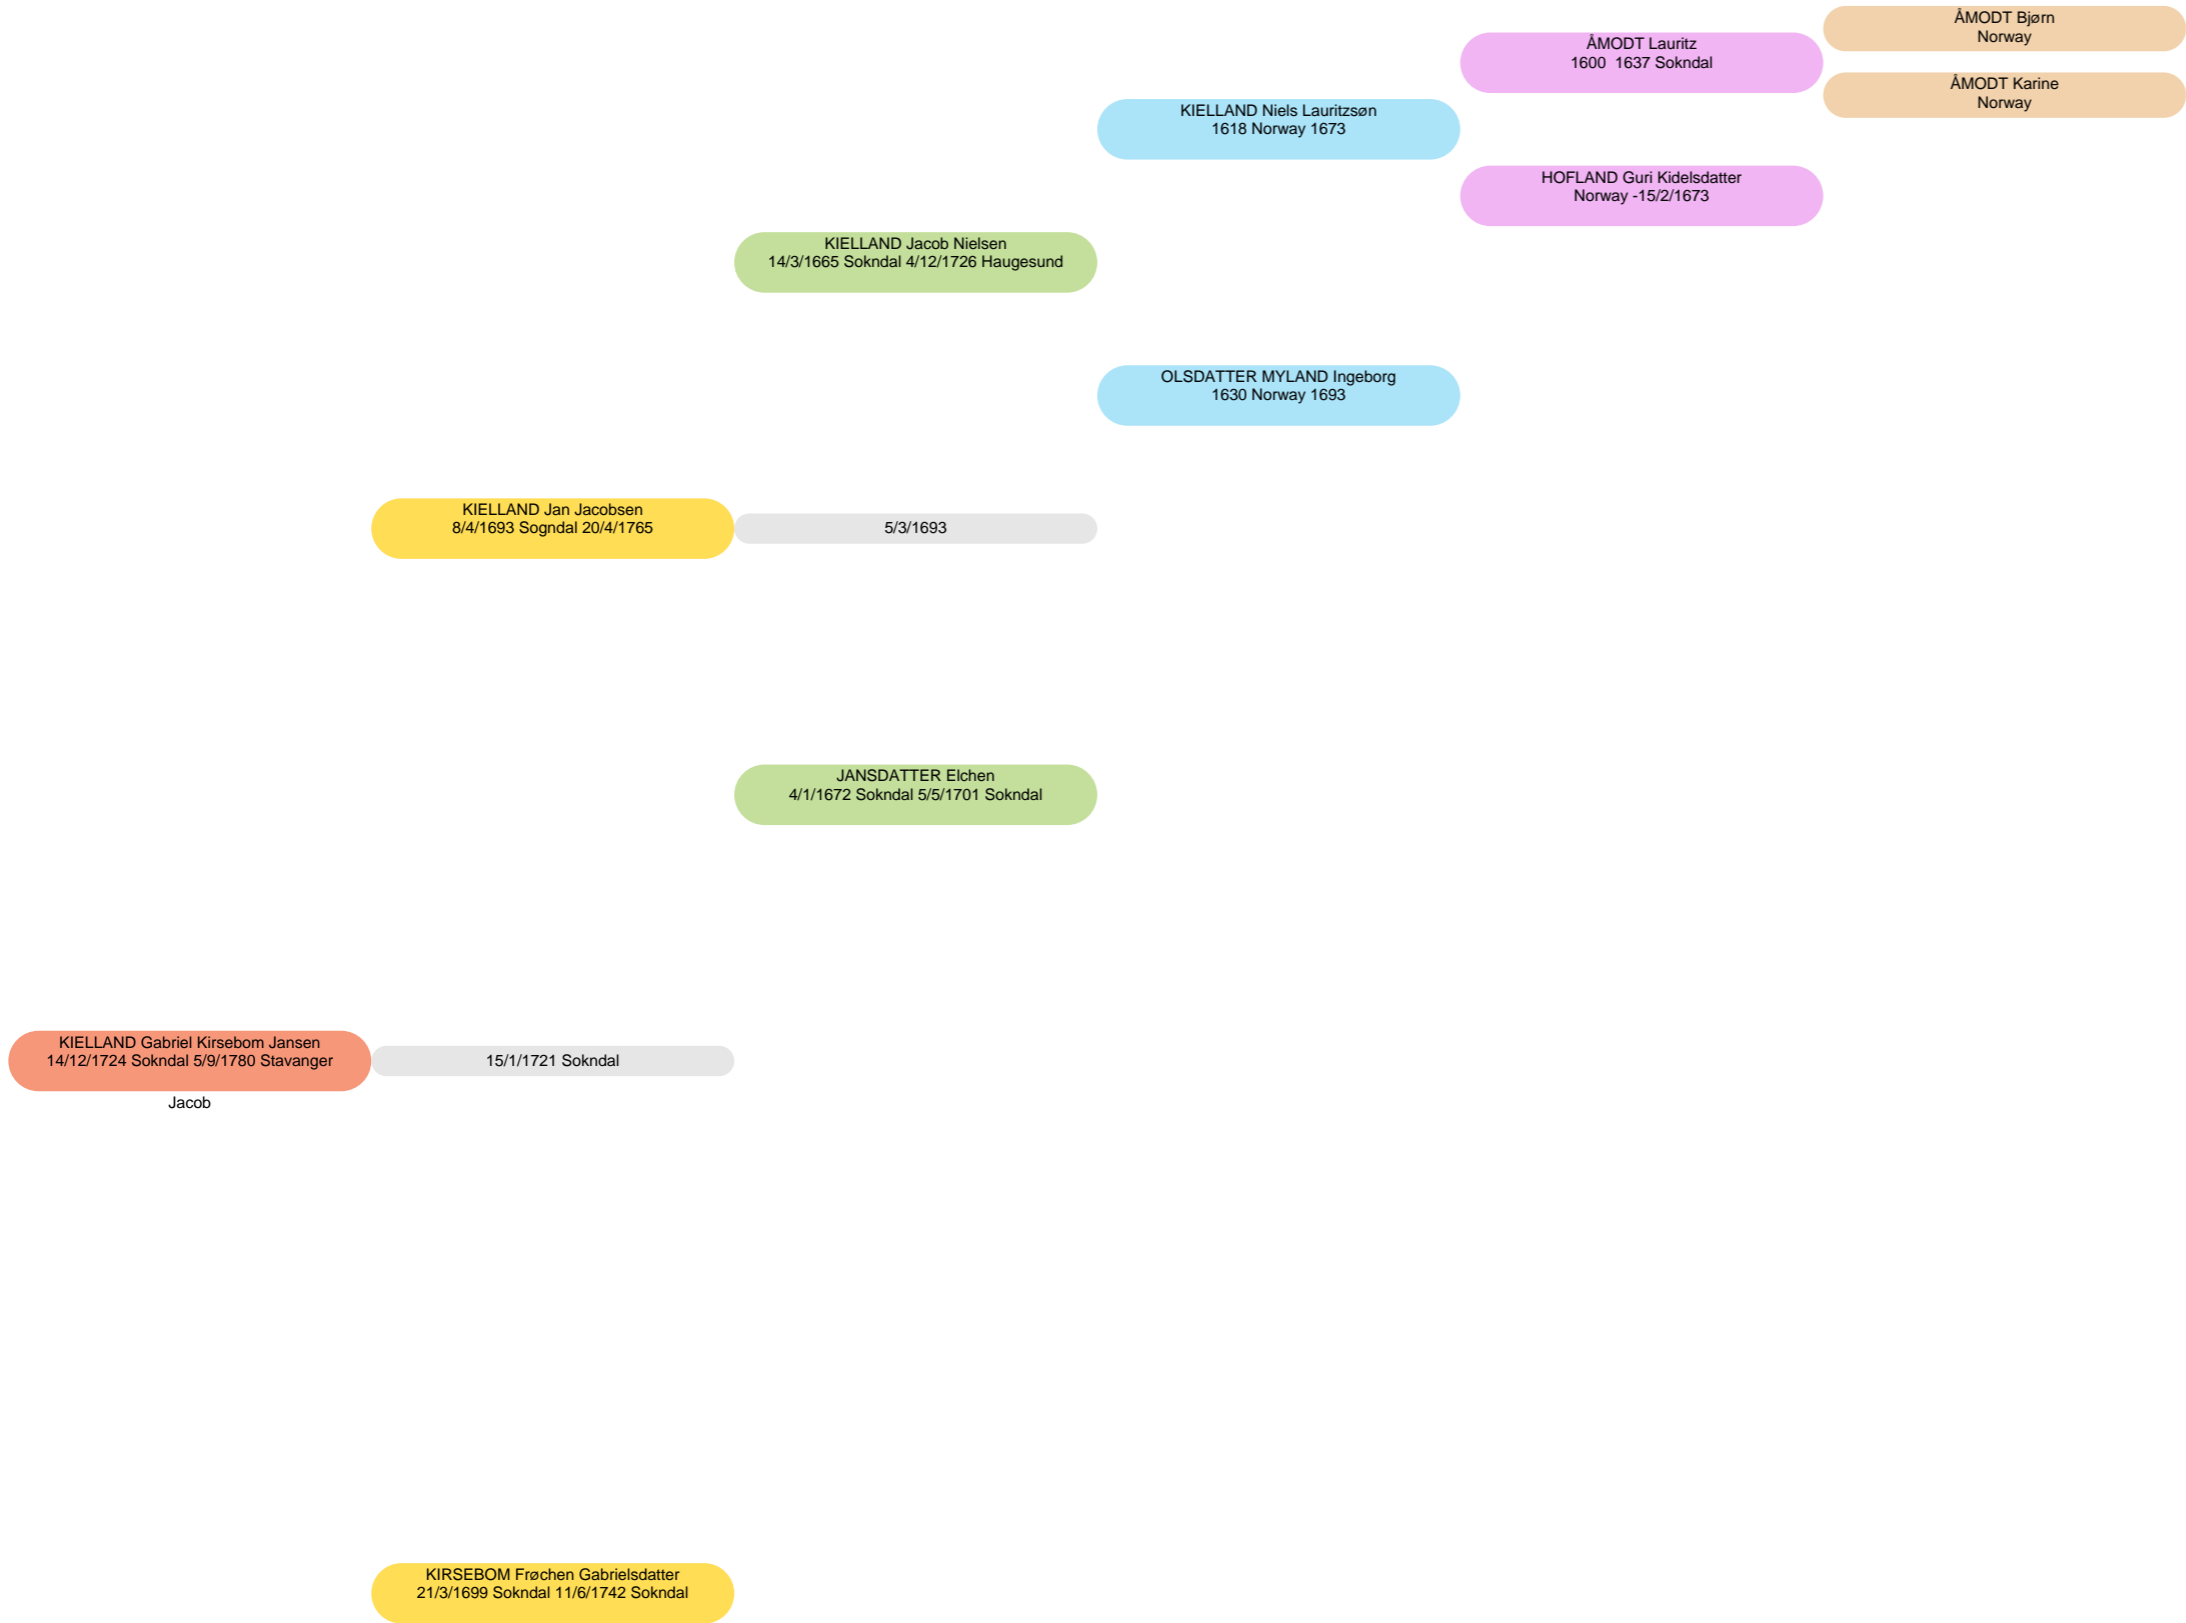 ÅMODT Bjørn
Norway
ÅMODT Lauritz
1600  1637 Sokndal
ÅMODT Karine
Norway
KIELLAND Niels Lauritzsøn
1618 Norway 1673
HOFLAND Guri Kidelsdatter
Norway -15/2/1673
KIELLAND Jacob Nielsen
14/3/1665 Sokndal 4/12/1726 Haugesund
OLSDATTER MYLAND Ingeborg
1630 Norway 1693
KIELLAND Jan Jacobsen
8/4/1693 Sogndal 20/4/1765
5/3/1693
JANSDATTER Elchen
4/1/1672 Sokndal 5/5/1701 Sokndal
KIELLAND Gabriel Kirsebom Jansen
14/12/1724 Sokndal 5/9/1780 Stavanger
15/1/1721 Sokndal
Jacob
KIRSEBOM Frøchen Gabrielsdatter
21/3/1699 Sokndal 11/6/1742 Sokndal